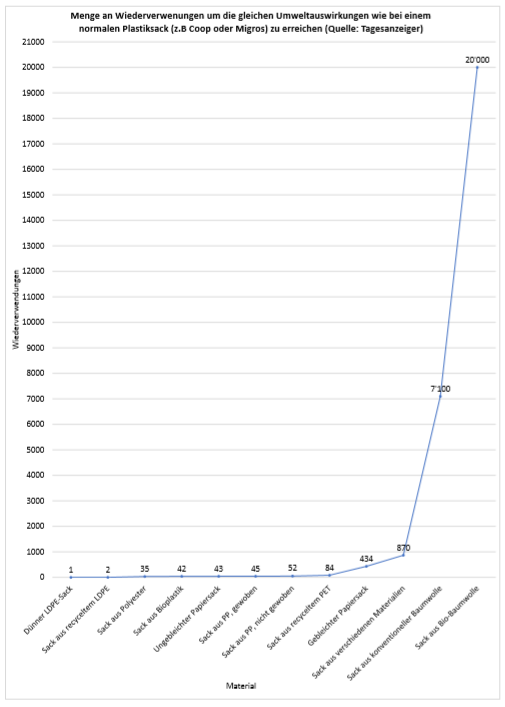 Menge an Wiederverwenungen um die gleichen Umweltauswirkungen wie bei einem
normalen Plastiksack (z.B Coop oder Migros) zu erreichen (Quelle: Tagesanzeiger)
21000
20000
19000
18000
17000
16000
15000
14000
13000
12000
11000
10000
9000
8000
7000
6000
5000
4000
3000
2000
1000
0
Wiederverwendungen
1
2
35
42
43
45
52
84
434
870
7'100
20'000
Dünner LDPE-Sack
Sack aus recyceltem LDPE
Sack aus Polyester
Sack aus Bioplastik
Ungebleichter Papiersack
Sack aus PP, gewoben
Sack aus PP, nicht gewoben
Sack aus recyceltem PET
Gebleichter Papiersack
Sack aus verschiedenen Materialien
Sack aus konventioneller Baumwolle
Sack aus Bio-Baumwolle
Material